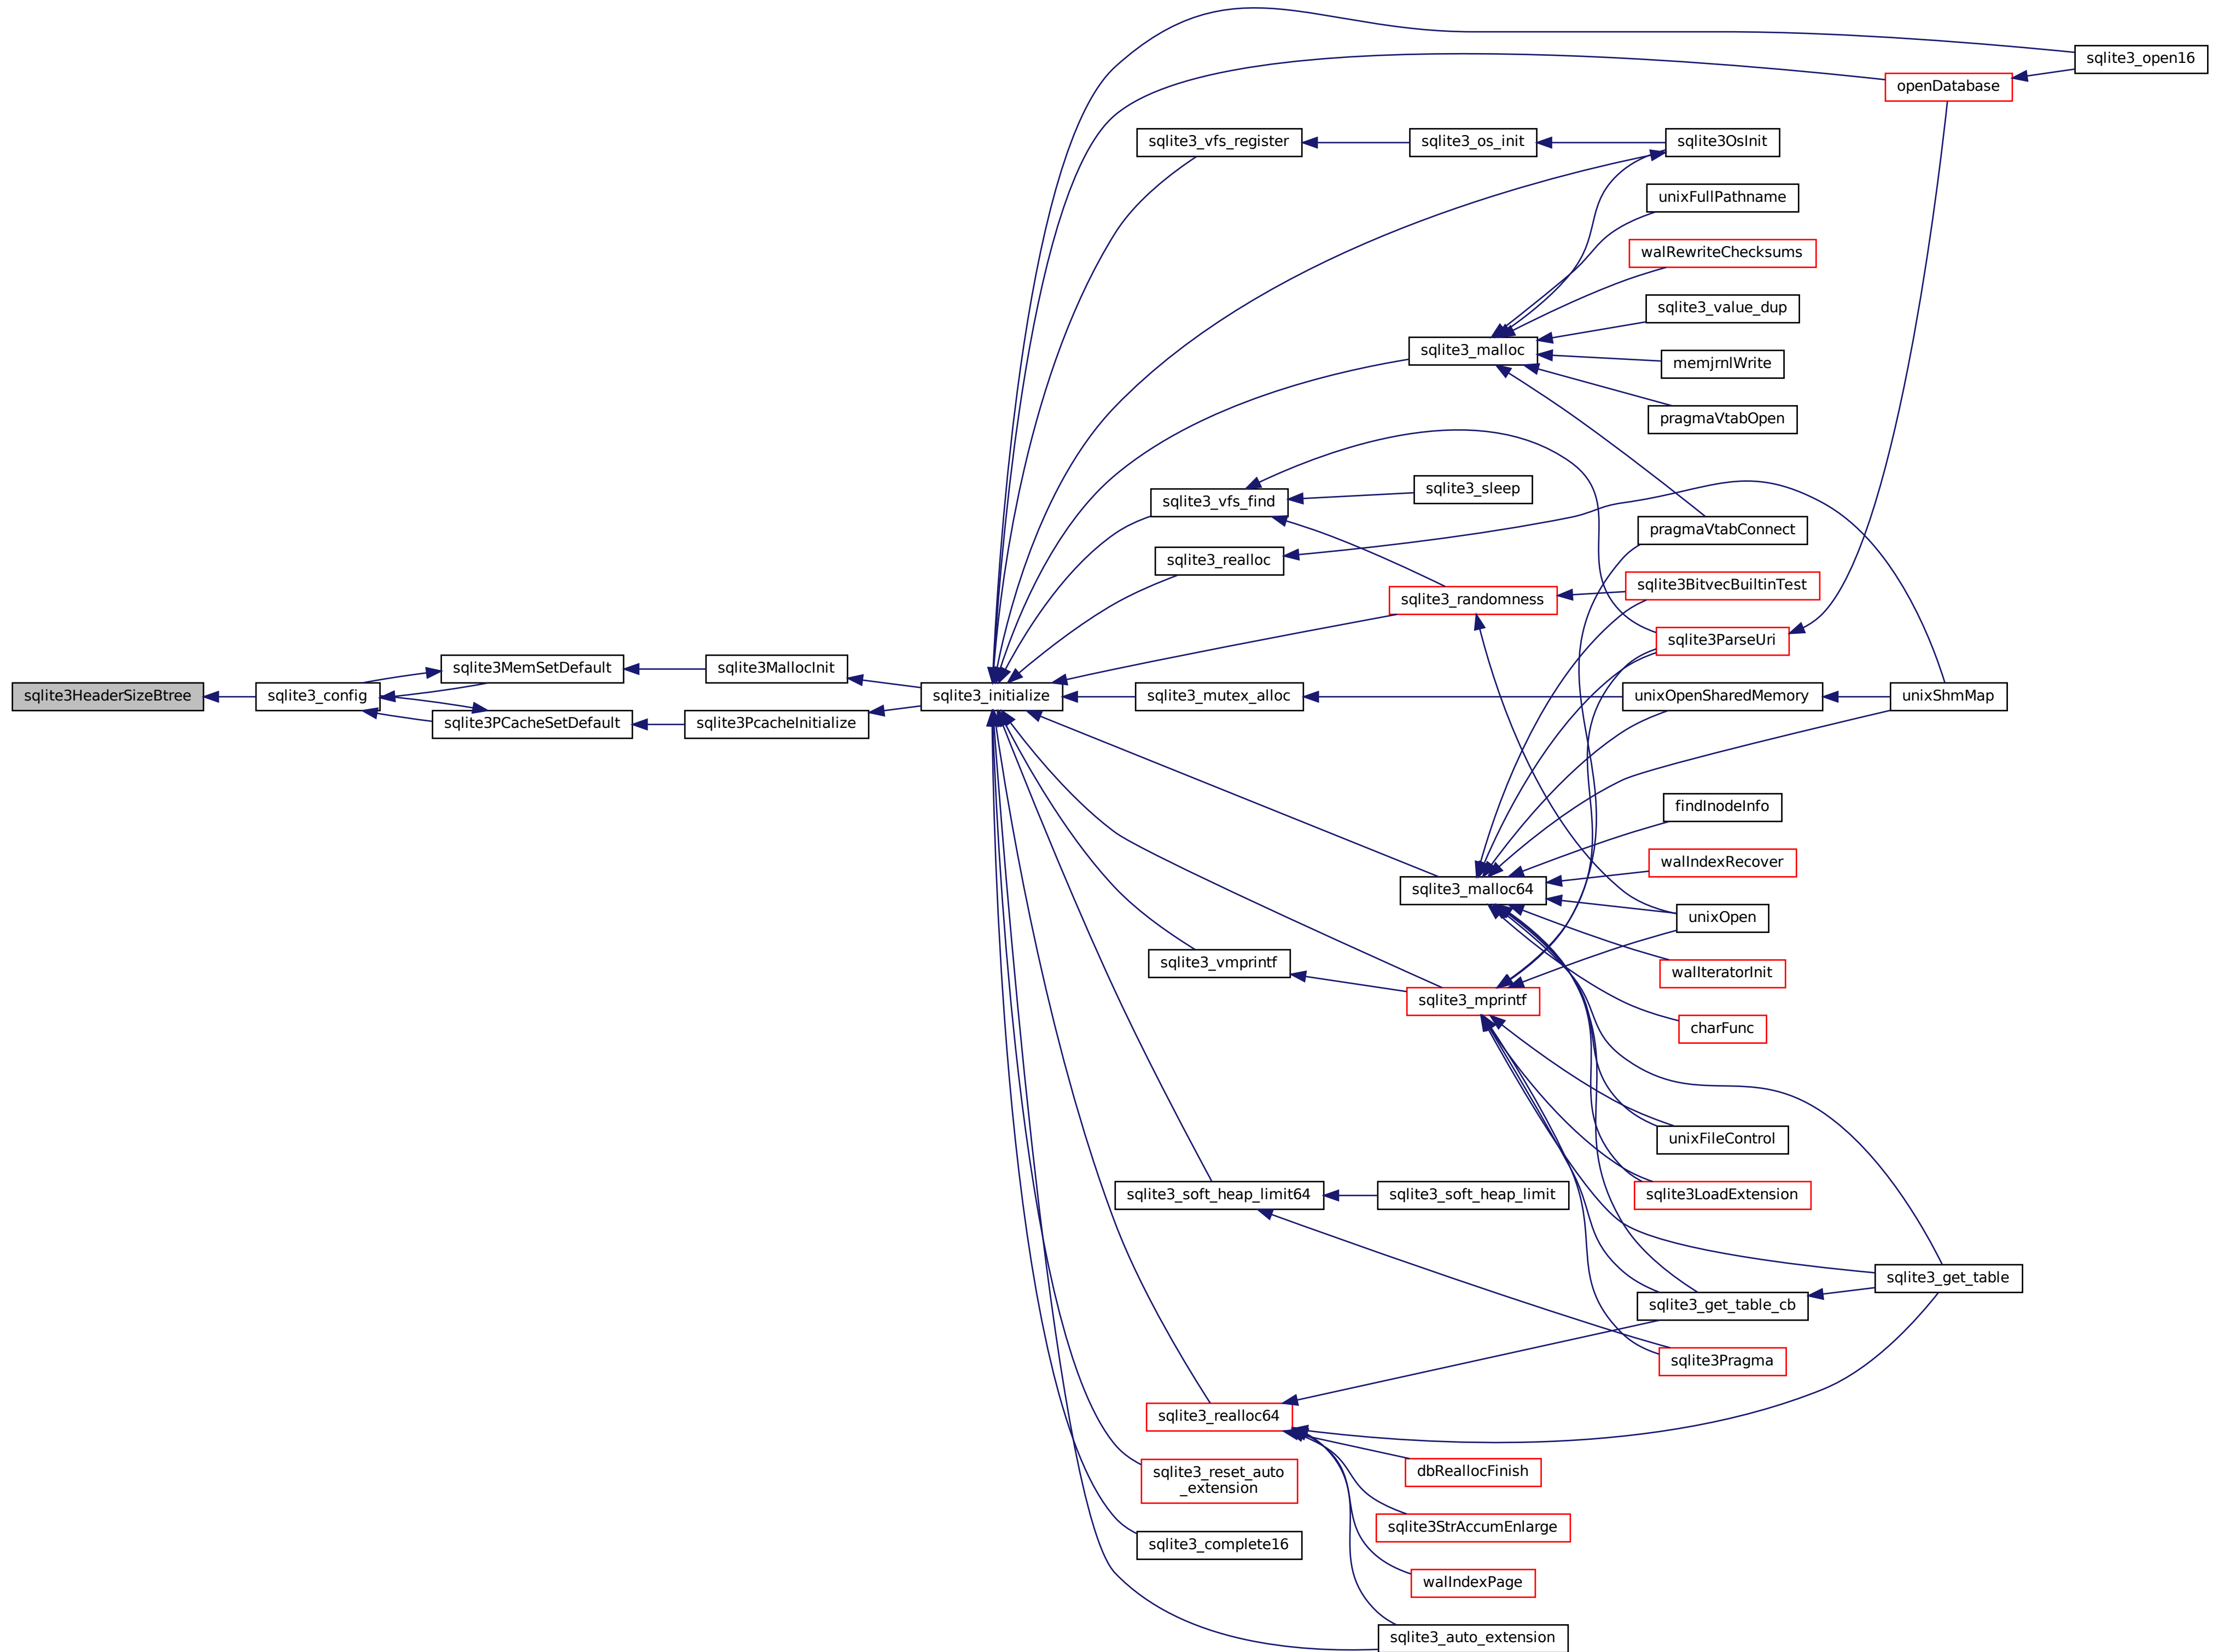 sqlite3HeaderSizeBtree
sqlite3_config
sqlite3MemSetDefault
sqlite3PCacheSetDefault
sqlite3MallocInit
sqlite3PcacheInitialize
sqlite3_initialize
sqlite3_vfs_register
sqlite3_vfs_find
sqlite3_realloc
sqlite3_mutex_alloc
sqlite3_vmprintf
sqlite3_soft_heap_limit64
sqlite3_realloc64
sqlite3_reset_auto
_extension
sqlite3_complete16
sqlite3_os_init
sqlite3_malloc
sqlite3_sleep
sqlite3_randomness
sqlite3_malloc64
sqlite3_mprintf
sqlite3_soft_heap_limit
dbReallocFinish
sqlite3StrAccumEnlarge
walIndexPage
sqlite3_auto_extension
sqlite3OsInit
unixFullPathname
walRewriteChecksums
sqlite3_value_dup
memjrnlWrite
pragmaVtabOpen
pragmaVtabConnect
sqlite3BitvecBuiltinTest
sqlite3ParseUri
unixOpenSharedMemory
findInodeInfo
walIndexRecover
unixOpen
walIteratorInit
charFunc
unixFileControl
sqlite3LoadExtension
sqlite3_get_table_cb
sqlite3Pragma
openDatabase
unixShmMap
sqlite3_get_table
sqlite3_open16